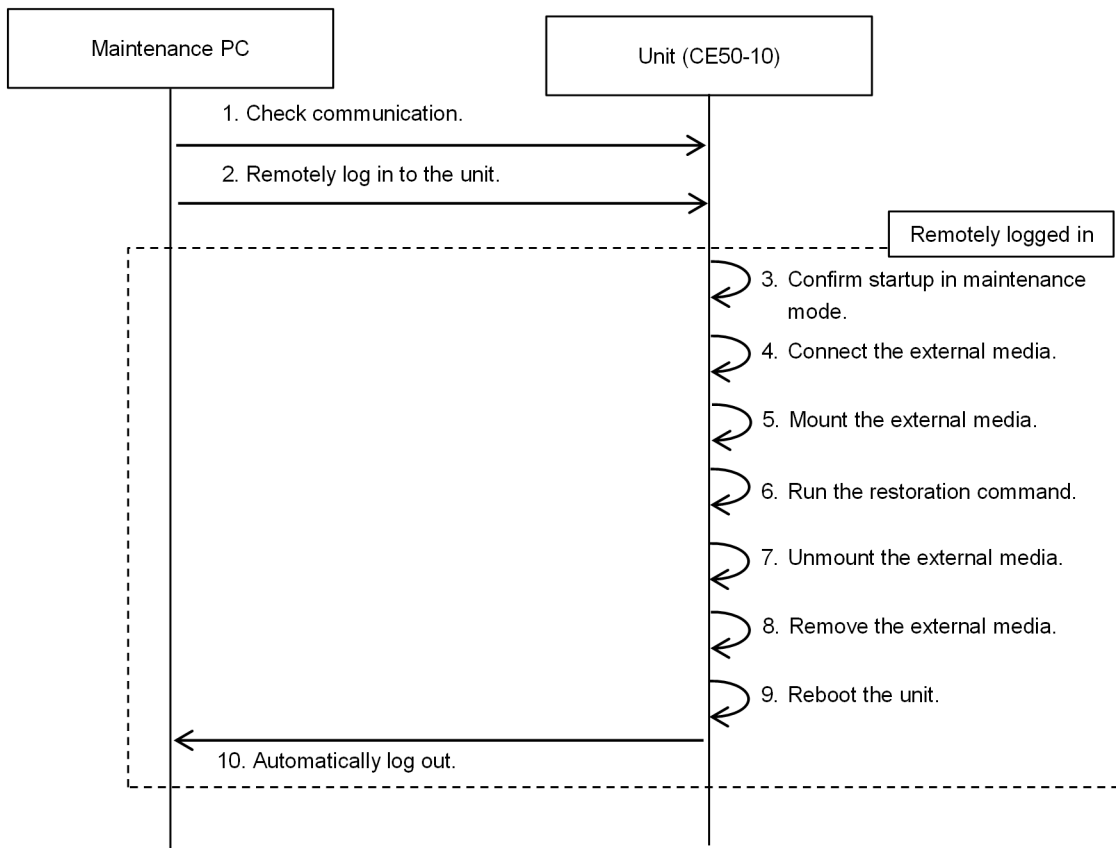 Maintenance PC
Unit (CE50-10)
1. Check communication.
2. Remotely log in to the unit.
Remotely logged in
3. Confirm startup in maintenance
mode.
4. Connect the external media.
5. Mount the external media.
6. Run the restoration command.
7. Unmount the external media.
8. Remove the external media.
9. Reboot the unit.
10. Automatically log out.